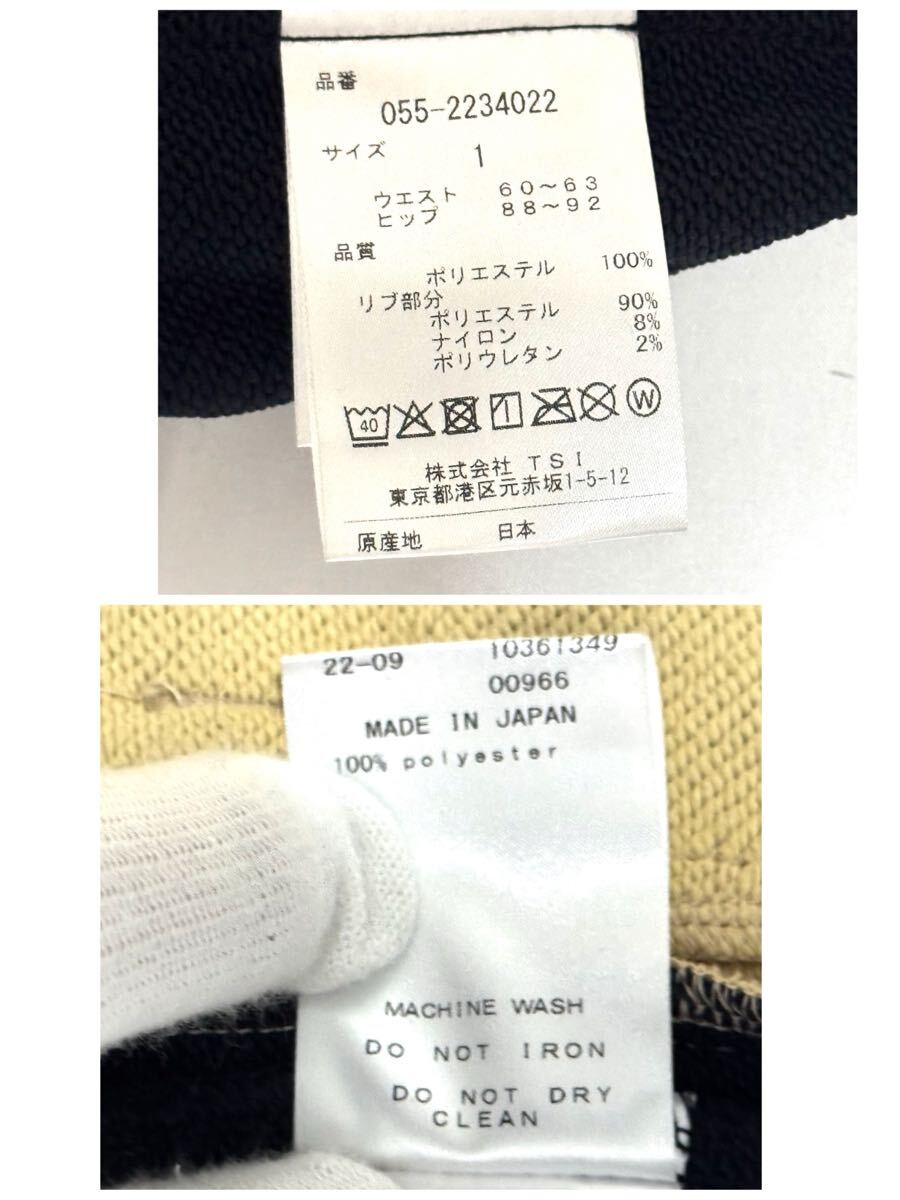 品番
055-2234022
サイズ 1
ウエスト 60～63
ヒップ 88～92
品質
ポリエステル 100%
リブ部分
ポリエステル 90%
ナイロン 8%
ポリウレタン 2%
40 W
株式会社 TSI
東京都港区元赤坂1-5-12
原産地 日本
22-09 10361349
00966
MADE IN JAPAN
100% polyester
MACHINE WASH
DO NOT IRON
DO NOT DRY
CLEAN